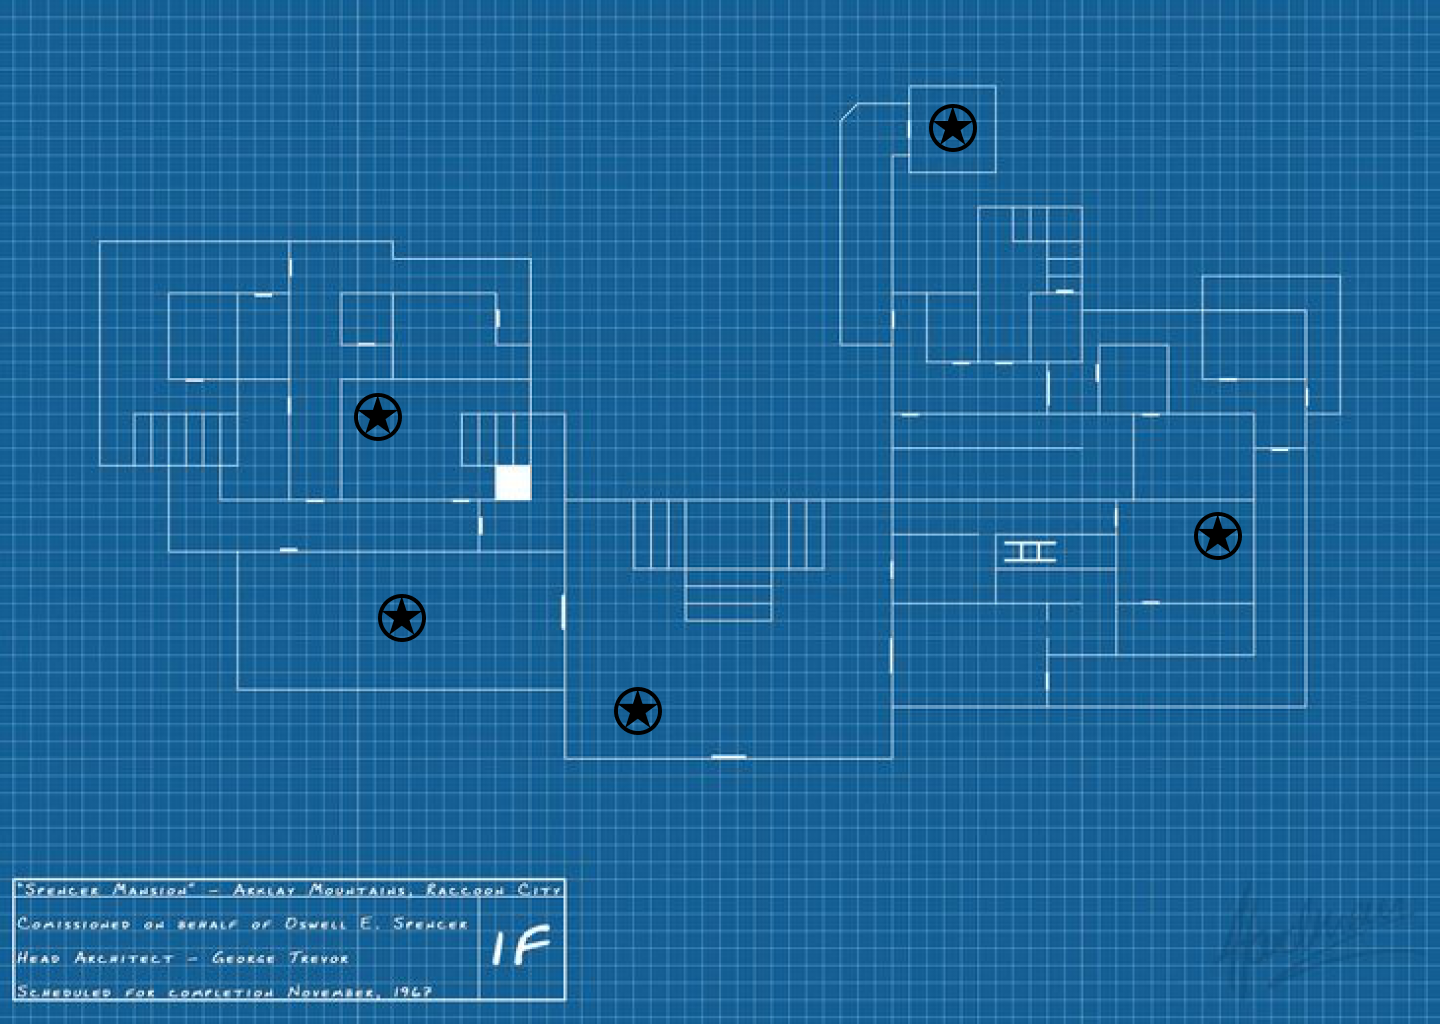 "Spencer Mansion" - Arklay Mountains, Raccoon City
Comissioned on behalf of Oswell E. Spencer
Head Architect - George Trevor
Scheduled for completion November, 1967
1F